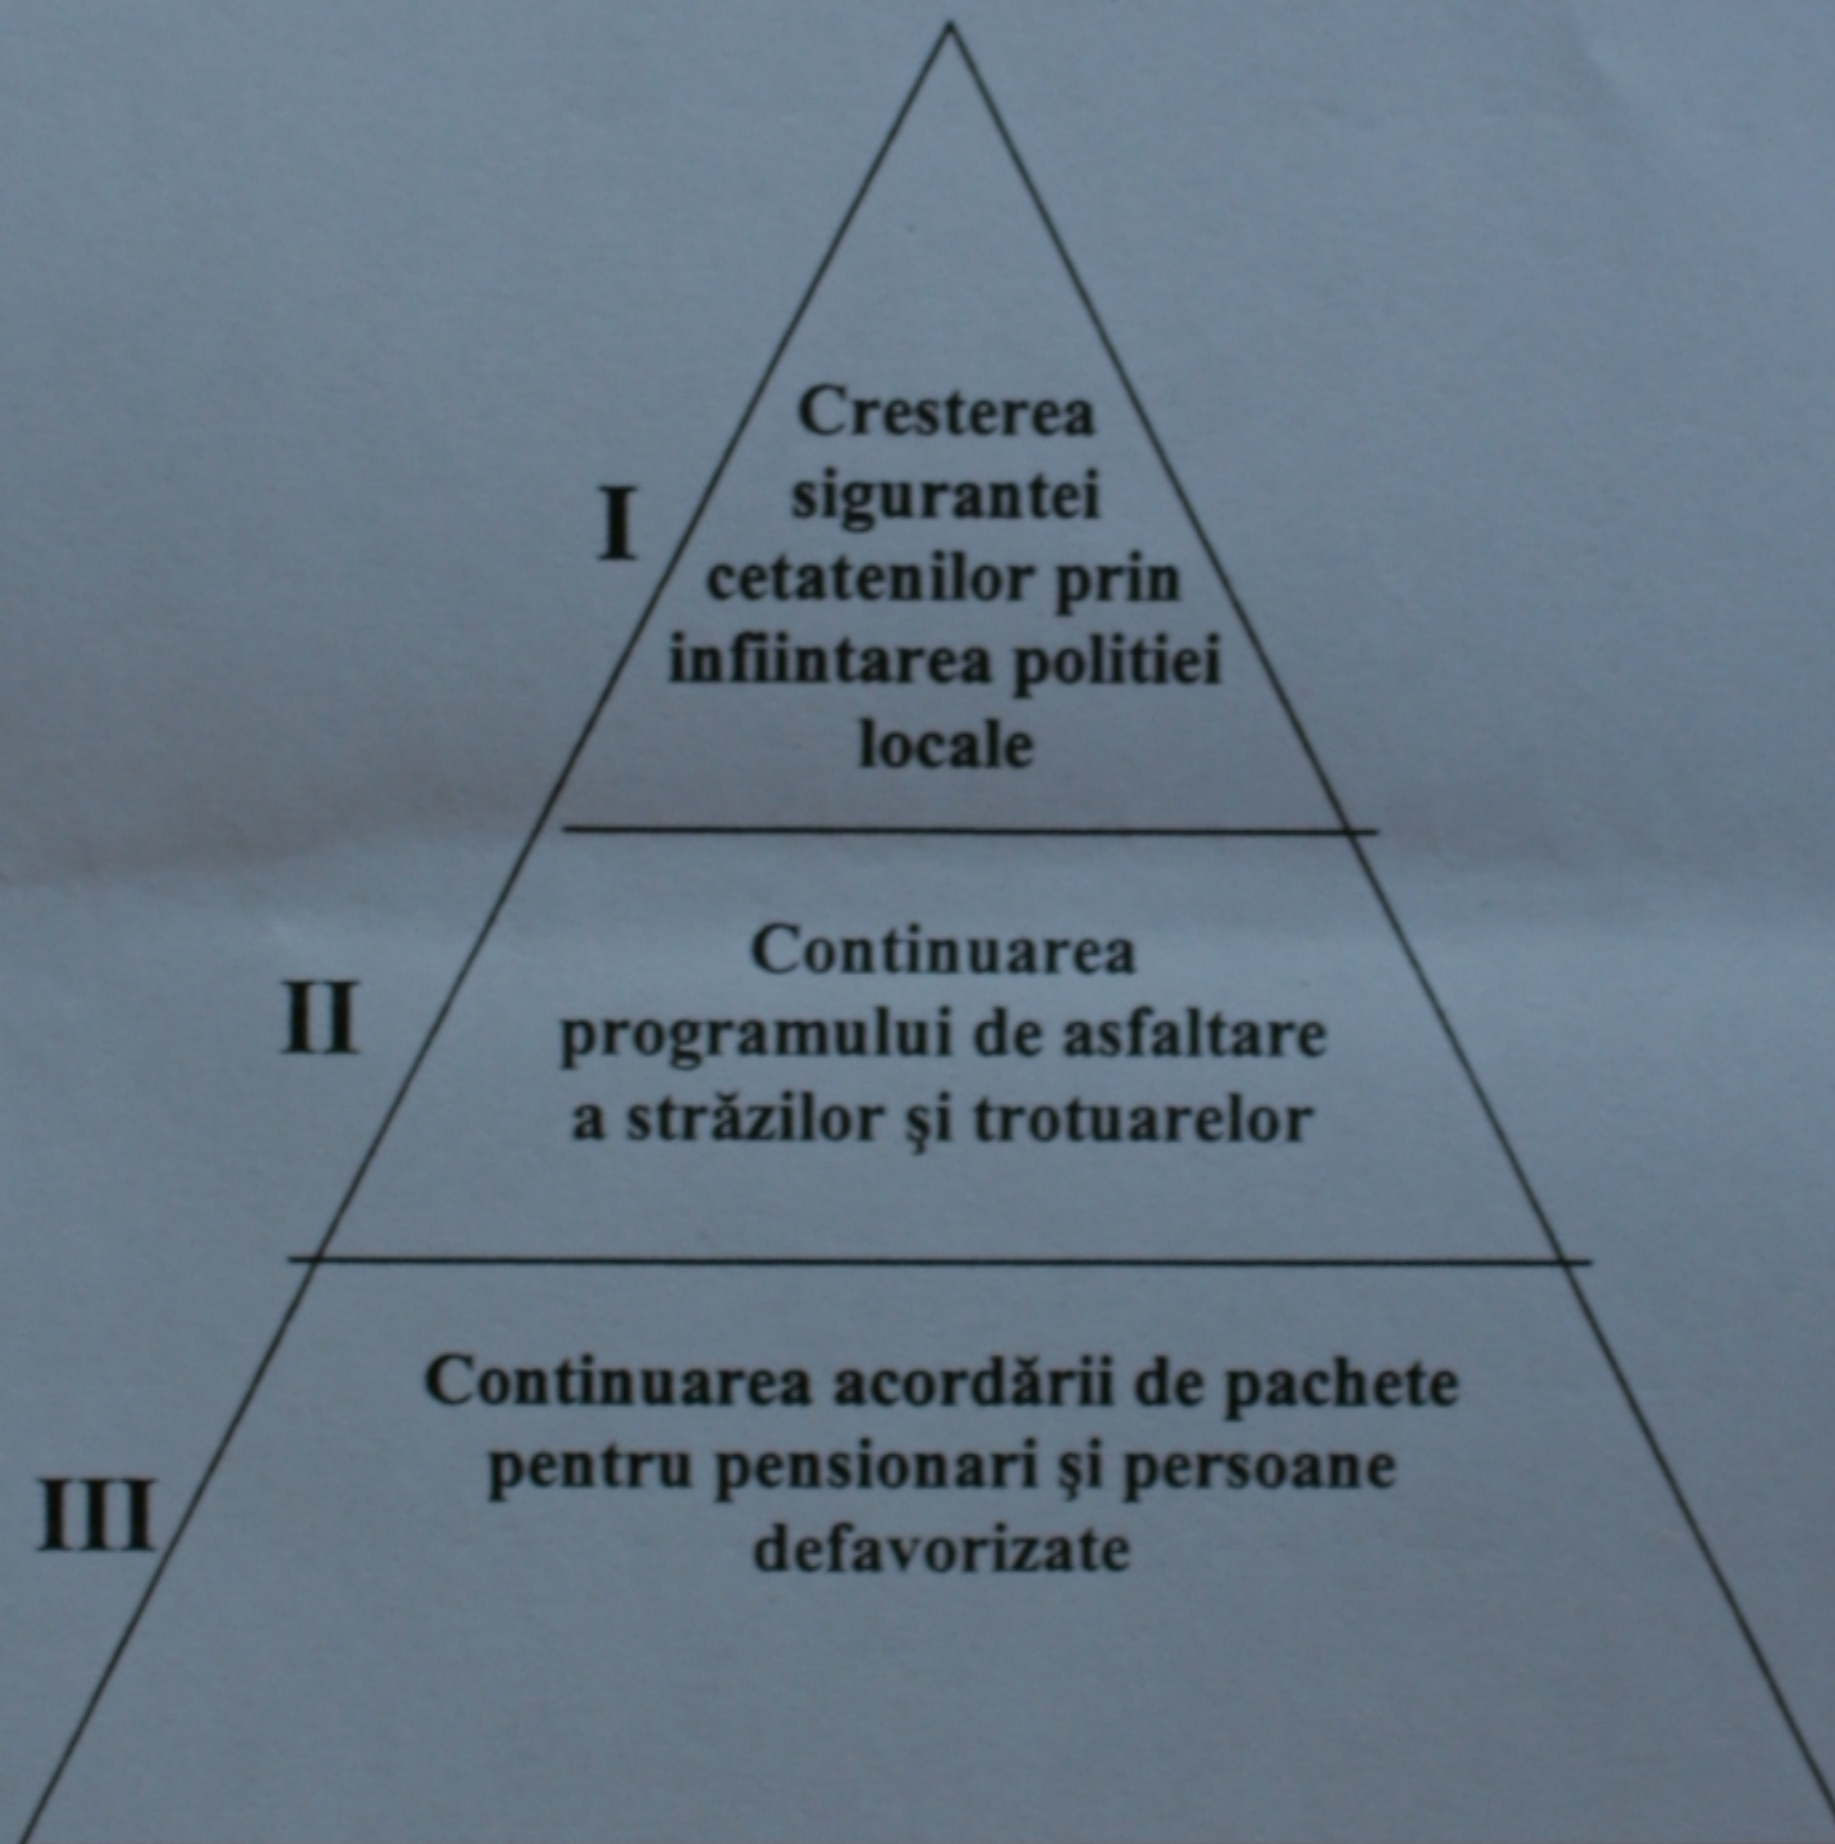 Cresterea
sigurantei
I
cetatenilor prin
infiintarea politiei
locale
Continuarea
II
programului de asfaltare
a străzilor şi trotuarelor
Continuarea acordării de pachete
pentru pensionari şi persoane
III
defavorizate